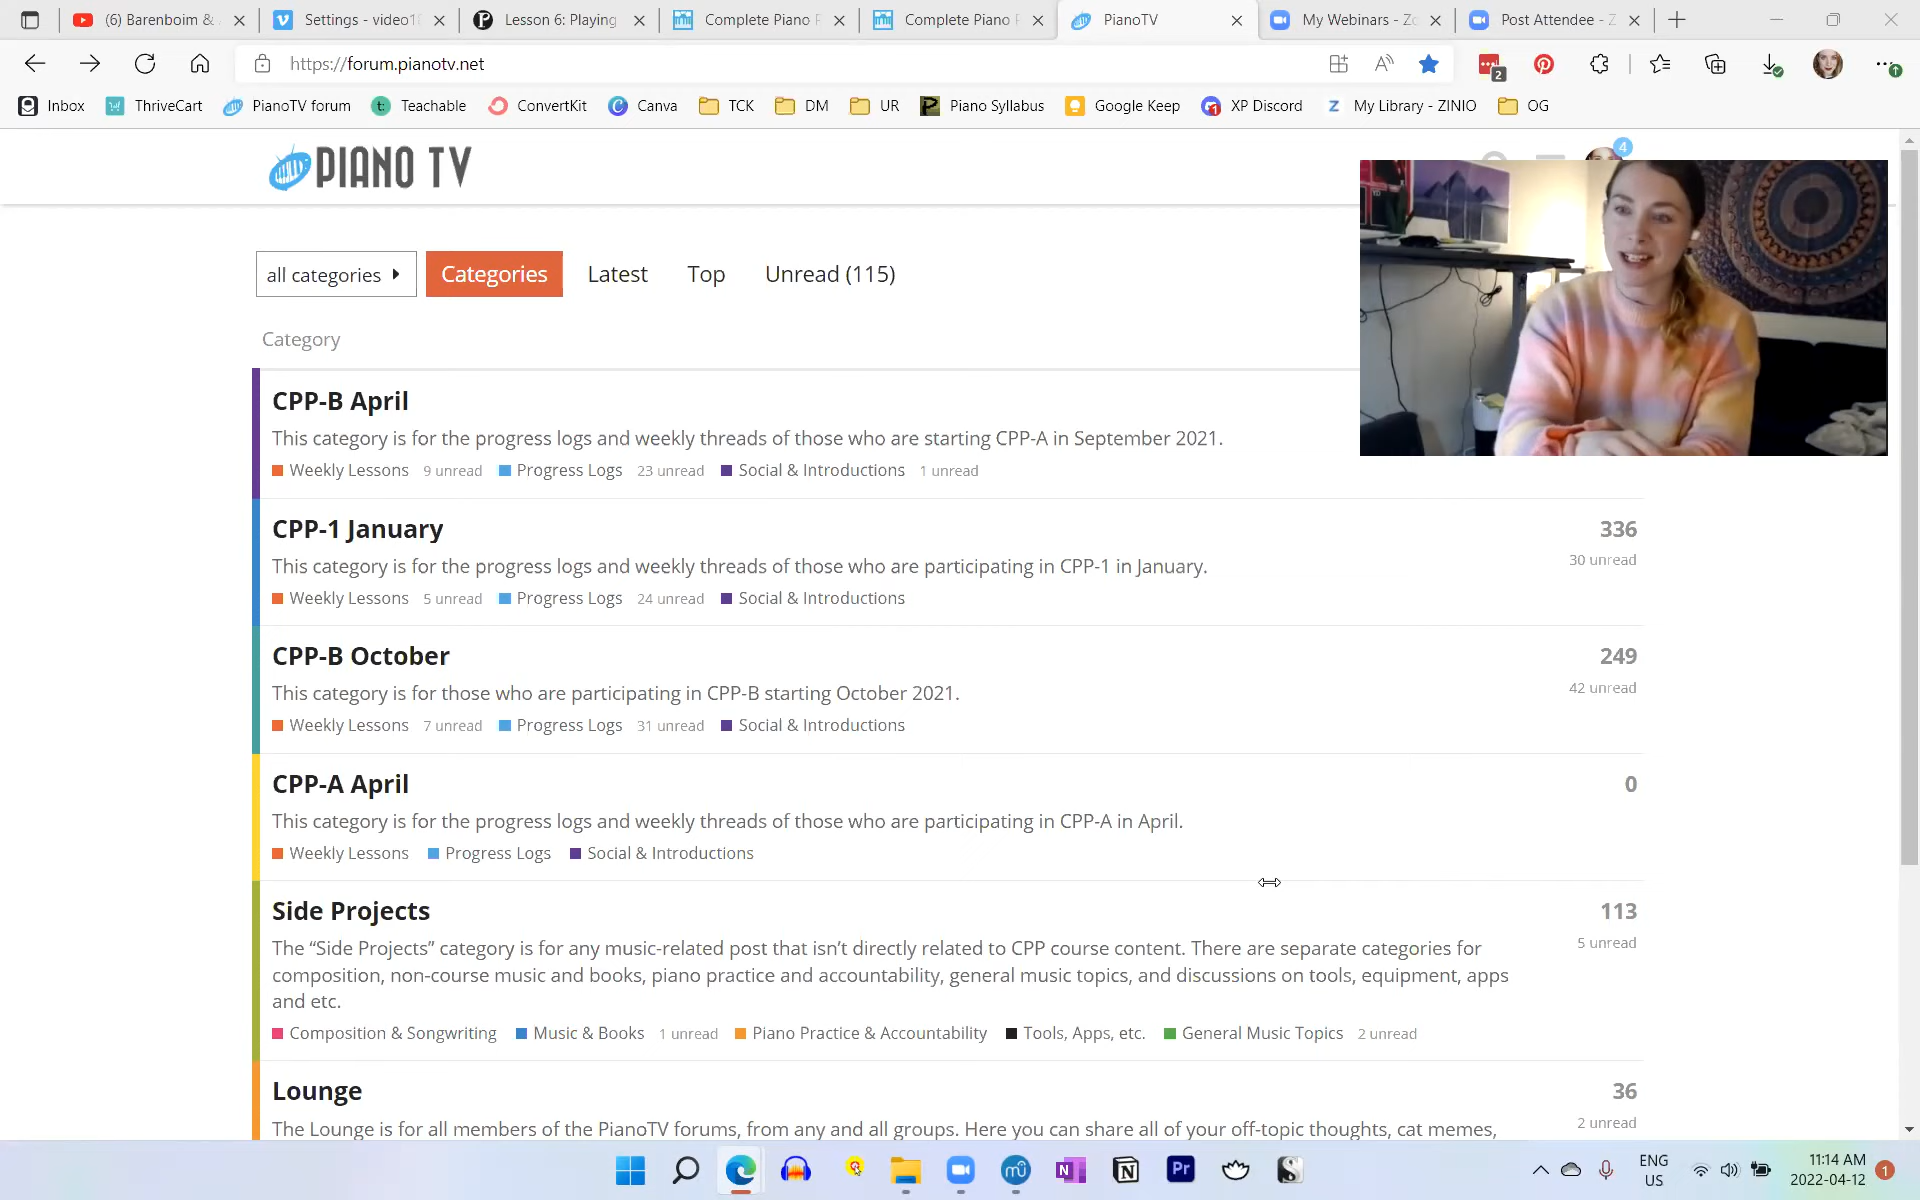 (6) Barenboim &
Settings - video1
Lesson 6: Playing
Complete Piano
Complete Piano
PianoTV
My Webinars - Zo
Post Attendee - Z
https://forum.pianotv.net
2
Inbox
ThriveCart
PianoTV forum
Teachable
ConvertKit
Canva
TCK
DM
UR
Piano Syllabus
Google Keep
XP Discord
My Library - ZINIO
OG
PIANO TV
4
all categories
Categories
Latest
Top
Unread (115)
Category
CPP-B April
This category is for the progress logs and weekly threads of those who are starting CPP-A in September 2021.
Weekly Lessons 9 unread Progress Logs 23 unread Social & Introductions 1 unread
CPP-1 January
336
This category is for the progress logs and weekly threads of those who are participating in CPP-1 in January.
30 unread
Weekly Lessons 5 unread Progress Logs 24 unread Social & Introductions
CPP-B October
249
This category is for those who are participating in CPP-B starting October 2021.
42 unread
Weekly Lessons 7 unread Progress Logs 31 unread Social & Introductions
CPP-A April
0
This category is for the progress logs and weekly threads of those who are participating in CPP-A in April.
Weekly Lessons Progress Logs Social & Introductions
Side Projects
113
The “Side Projects” category is for any music-related post that isn’t directly related to CPP course content. There are separate categories for
5 unread
composition, non-course music and books, piano practice and accountability, general music topics, and discussions on tools, equipment, apps
and etc.
Composition & Songwriting Music & Books 1 unread Piano Practice & Accountability Tools, Apps, etc. General Music Topics 2 unread
Lounge
36
The Lounge is for all members of the PianoTV forums, from any and all groups. Here you can share all of your off-topic thoughts, cat memes,
2 unread
ENG
US
11:14 AM
2022-04-12
1